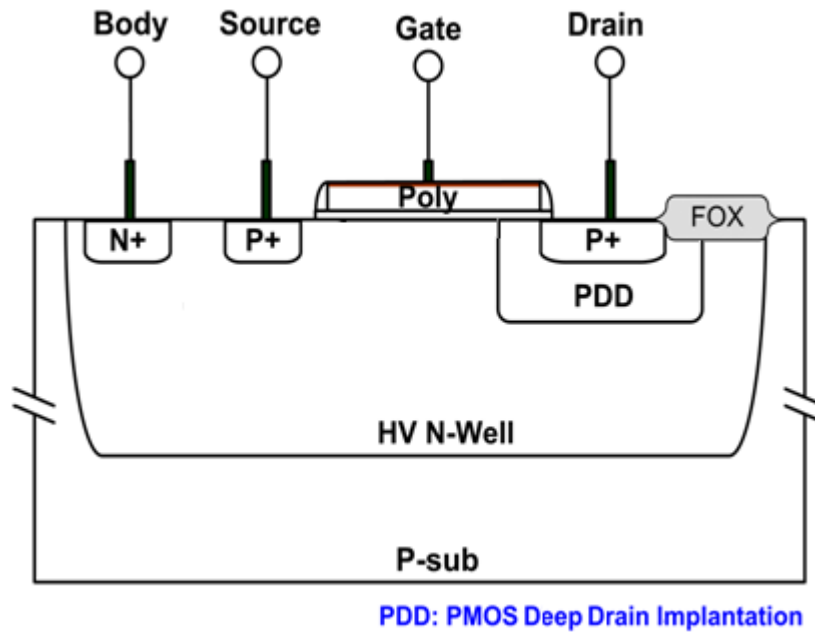 Body Source Gate Drain
Poly
FOX
N+ P+ P+
PDD
HV N-Well
P-sub
PDD: PMOS Deep Drain Implantation